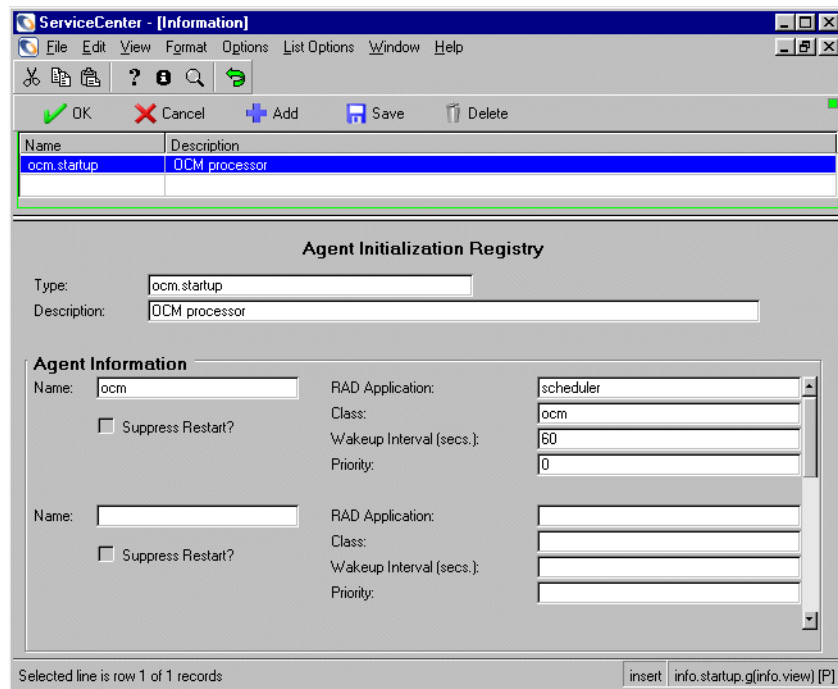 ServiceCenter - [Information]
File Edit View Format Options List Options Window Help
OK Cancel Add Save Delete
Name Description
ocm.startup OCM processor
Agent Initialization Registry
Type: ocm.startup
Description: OCM processor
Agent Information
Name: ocm RAD Application: scheduler
Class: ocm
Suppress Restart?
Wakeup Interval (secs.): 60
Priority: 0
Name: RAD Application:
Class:
Suppress Restart?
Wakeup Interval (secs.):
Priority:
Selected line is row 1 of 1 records insert info.startup.g(info.view) [P]